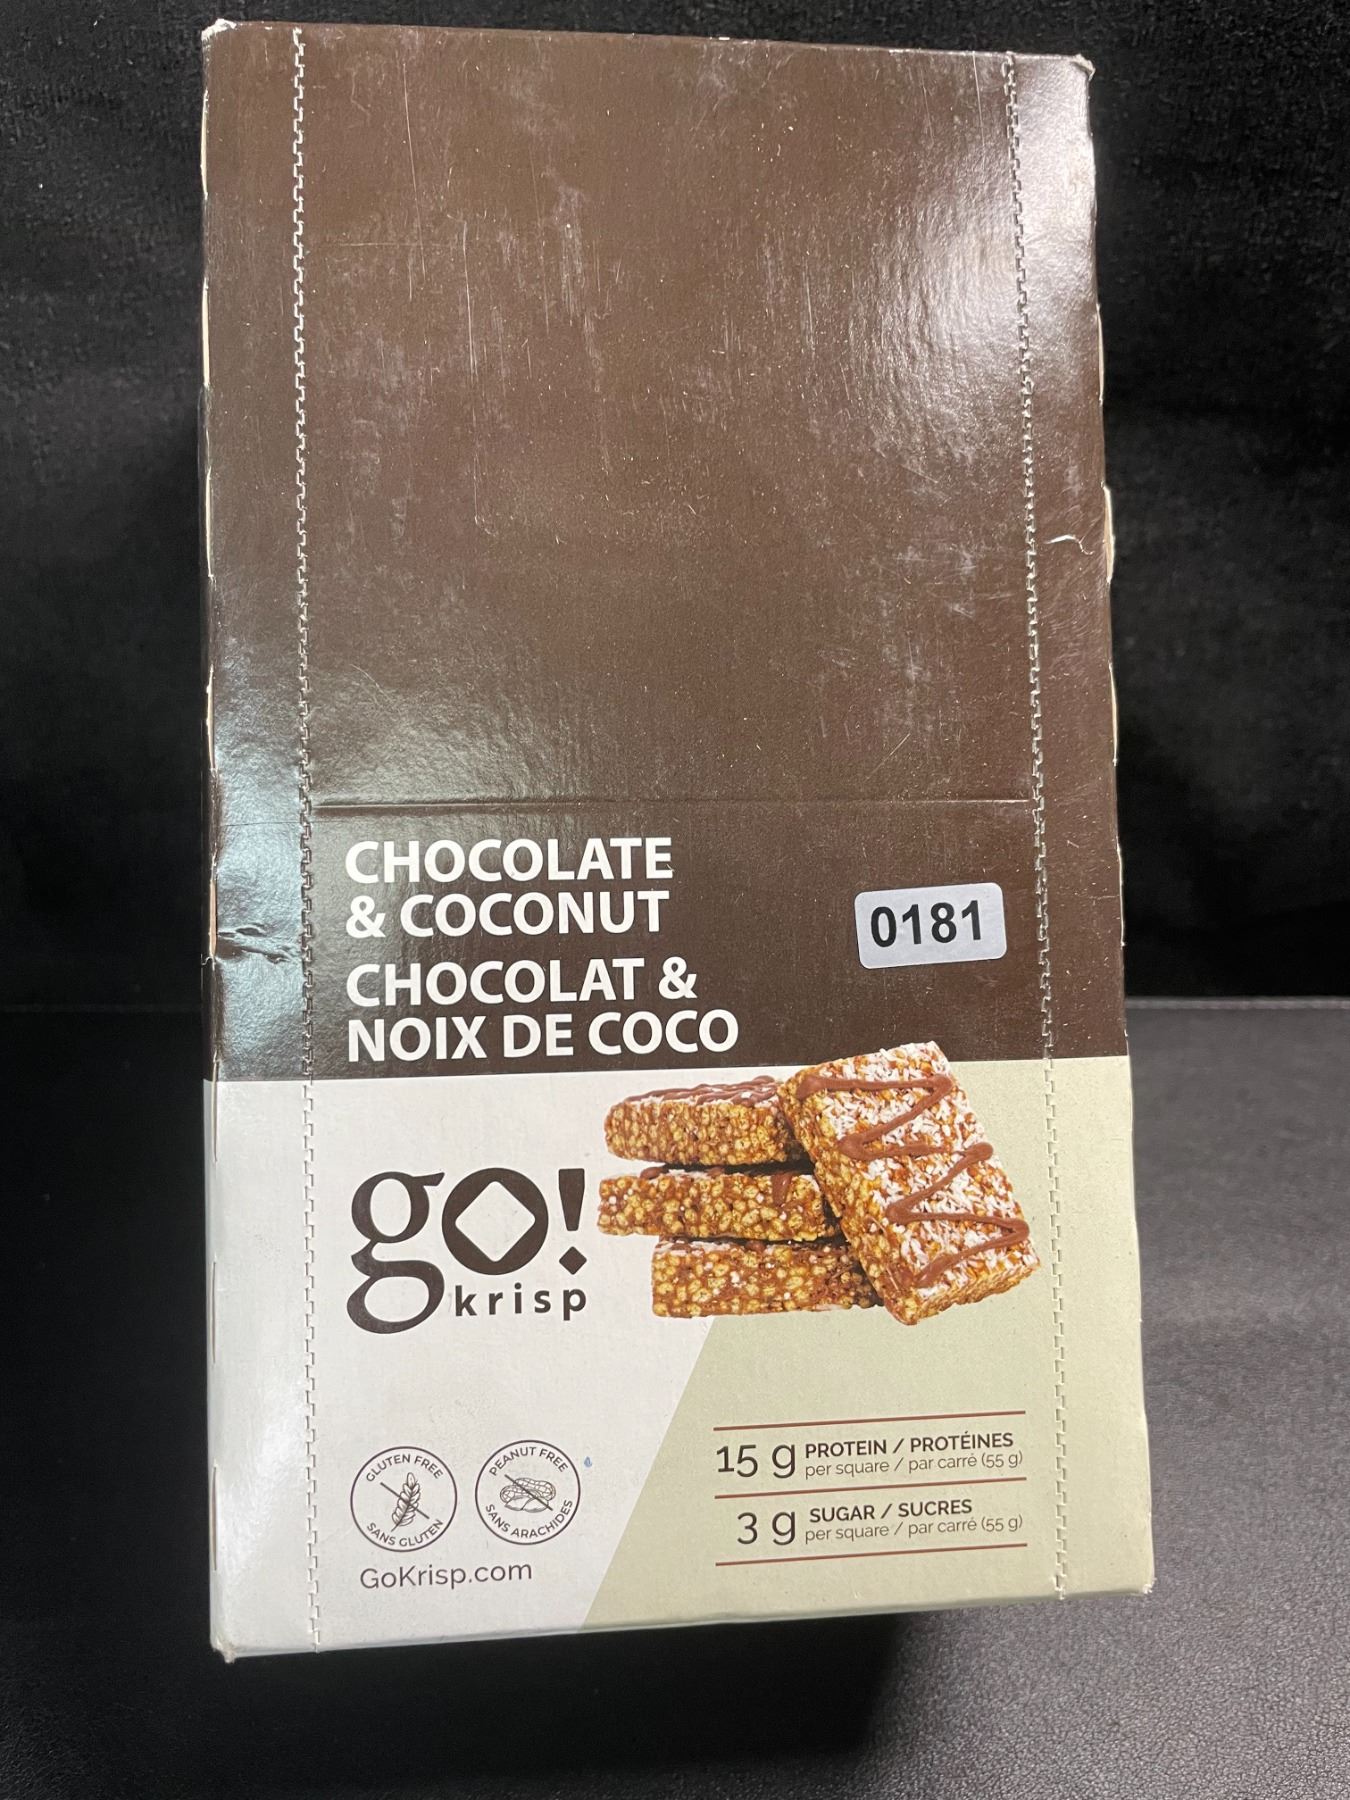 CHOCOLATE
& COCONUT
CHOCOLAT &
NOIX DE COCO
0181
go!
krisp
GLUTEN FREE
SANS GLUTEN
PEANUT FREE
SANS ARACHIDES
GoKrisp.com
15 g PROTEIN / PROTÉINES
per square / par carré (55 g)
3 g SUGAR / SUCRES
per square / par carré (55 g)